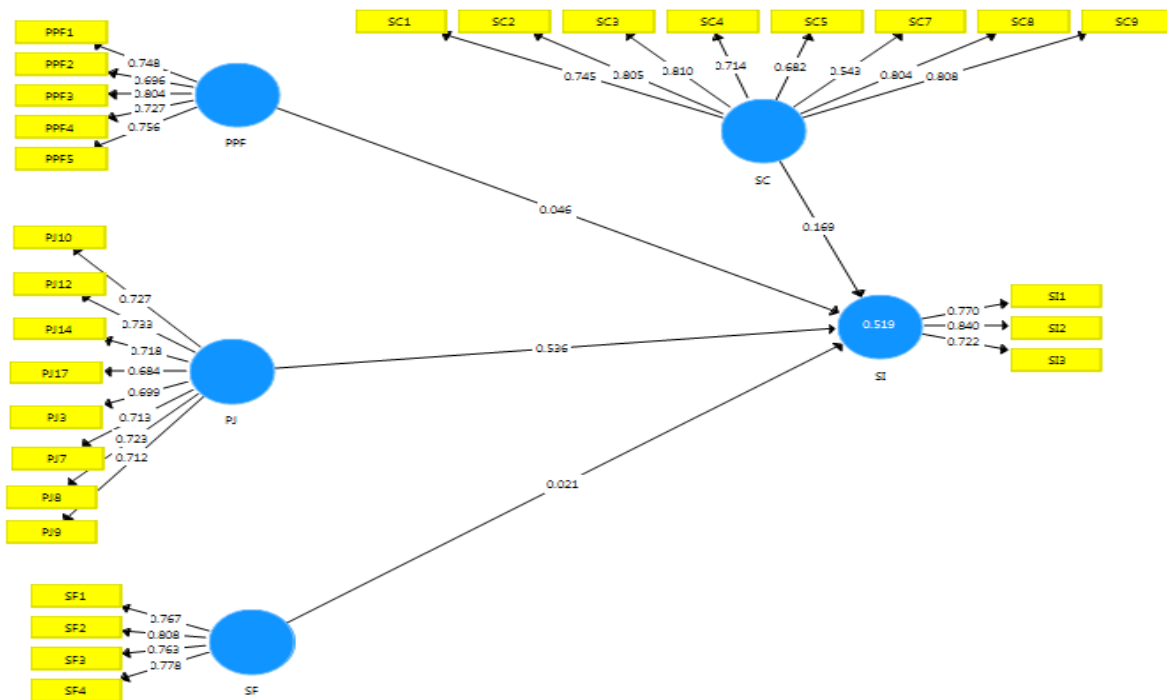 SC1 SC2 SC3 SC4 SC5 SC7 SC8 SC9
0.745 0.805 0.810 0.714 0.682 0.543 0.804 0.808
SC
PPF1
PPF2
PPF3
PPF4
PPF5
0.748
0.696
0.804
0.727
0.756
PPF
0.046
0.169
PJ10
PJ12
PJ14
PJ17
PJ3
PJ7
PJ8
PJ9
0.727
0.733
0.718
0.684
0.699
0.713
0.723
0.712
PJ
0.536
0.519
SI
0.770
0.840
0.722
SI1
SI2
SI3
0.021
SF1
SF2
SF3
SF4
0.767
0.808
0.763
0.778
SF